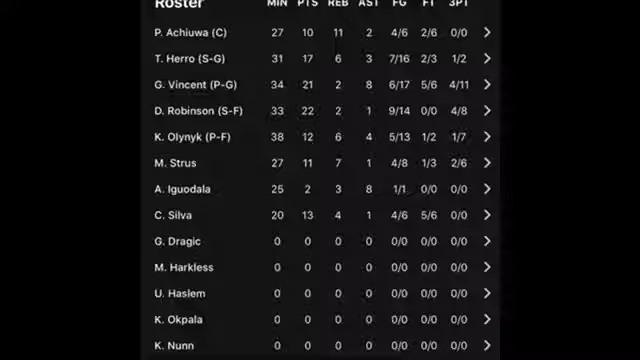 Roster MIN PTS REB AST FG FT 3PT
P. Achiuwa (C) 27 10 11 2 4/6 2/6 0/0
T. Herro (S-G) 31 17 6 3 7/16 2/3 1/2
G. Vincent (P-G) 34 21 2 8 6/17 5/6 4/11
D. Robinson (S-F) 33 22 2 1 9/14 0/0 4/8
K. Olynyk (P-F) 38 12 6 4 5/13 1/2 1/7
M. Strus 27 11 7 1 4/8 1/3 2/6
A. Iguodala 25 2 3 8 1/1 0/0 0/0
C. Silva 20 13 4 1 4/6 5/6 0/0
G. Dragic 0 0 0 0 0/0 0/0 0/0
M. Harkless 0 0 0 0 0/0 0/0 0/0
U. Haslem 0 0 0 0 0/0 0/0 0/0
K. Okpala 0 0 0 0 0/0 0/0 0/0
K. Nunn 0 0 0 0 0/0 0/0 0/0